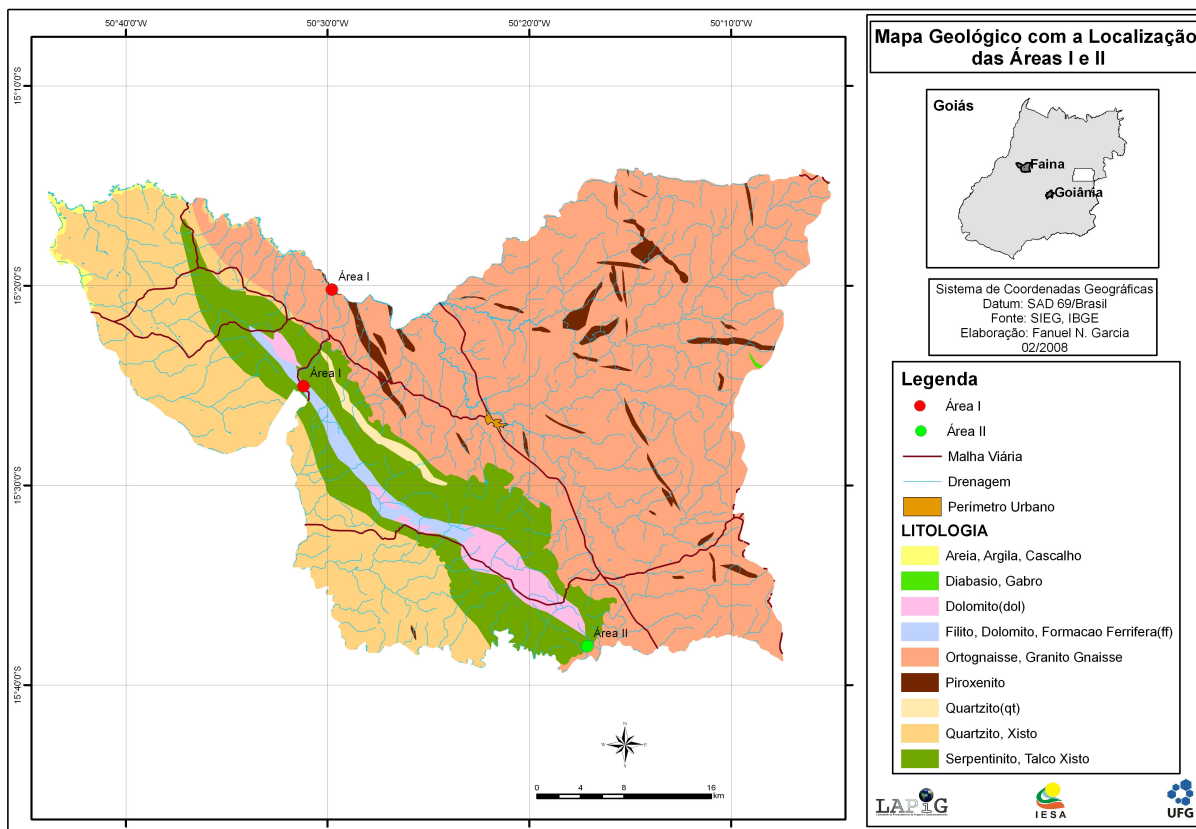 50°40'0"W
50°30'0"W
50°20'0"W
50°10'0"W
15°10'0"S
15°20'0"S
15°30'0"S
15°40'0"S
Área I
Área I
Área II
N
W
E
S
0
4
8
16
km
Mapa Geológico com a Localização
das Áreas I e II
Goiás
Faina
Goiânia
Sistema de Coordenadas Geográficas
Datum: SAD 69/Brasil
Fonte: SIEG, IBGE
Elaboração: Fanuel N. Garcia
02/2008
Legenda
Área I
Área II
Malha Viária
Drenagem
Perímetro Urbano
LITOLOGIA
Areia, Argila, Cascalho
Diabasio, Gabro
Dolomito(dol)
Filito, Dolomito, Formacao Ferrifera(ff)
Ortognaisse, Granito Gnaisse
Piroxenito
Quartzito(qt)
Quartzito, Xisto
Serpentinito, Talco Xisto
LAPiG
IESA
UFG